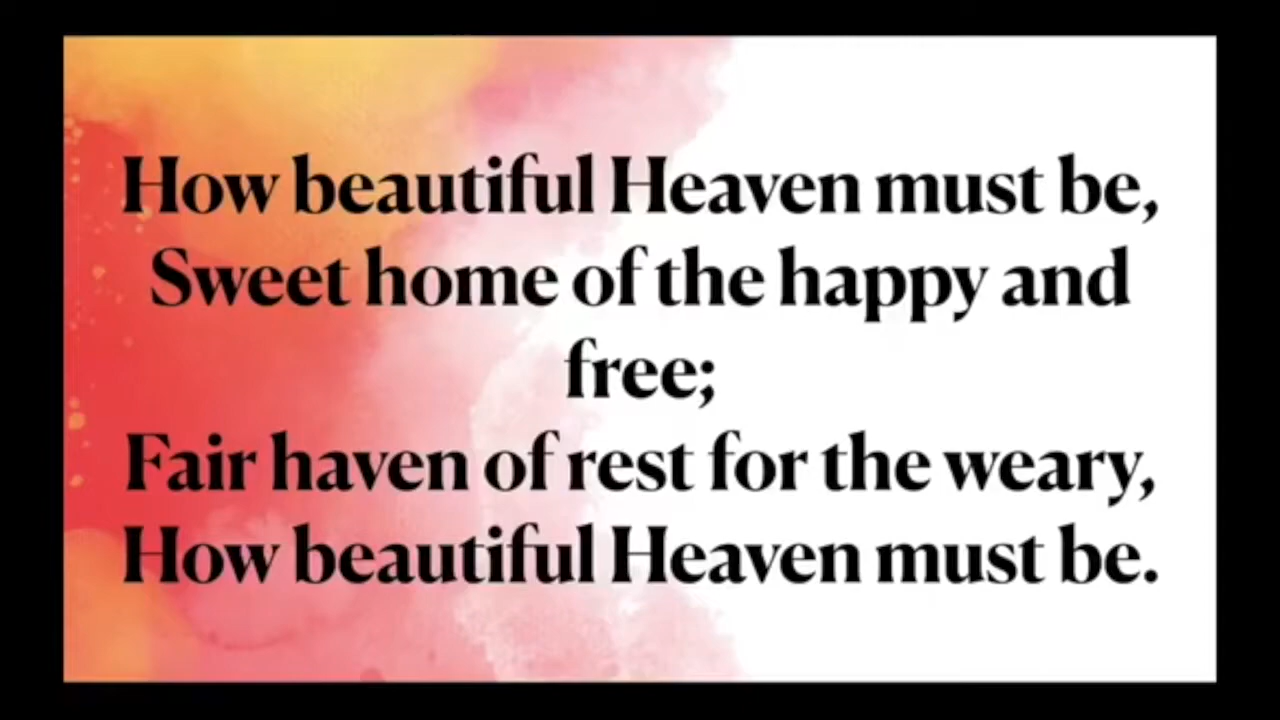 How beautiful Heaven must be,
Sweet home of the happy and
free;
Fair haven of rest for the weary,
How beautiful Heaven must be.